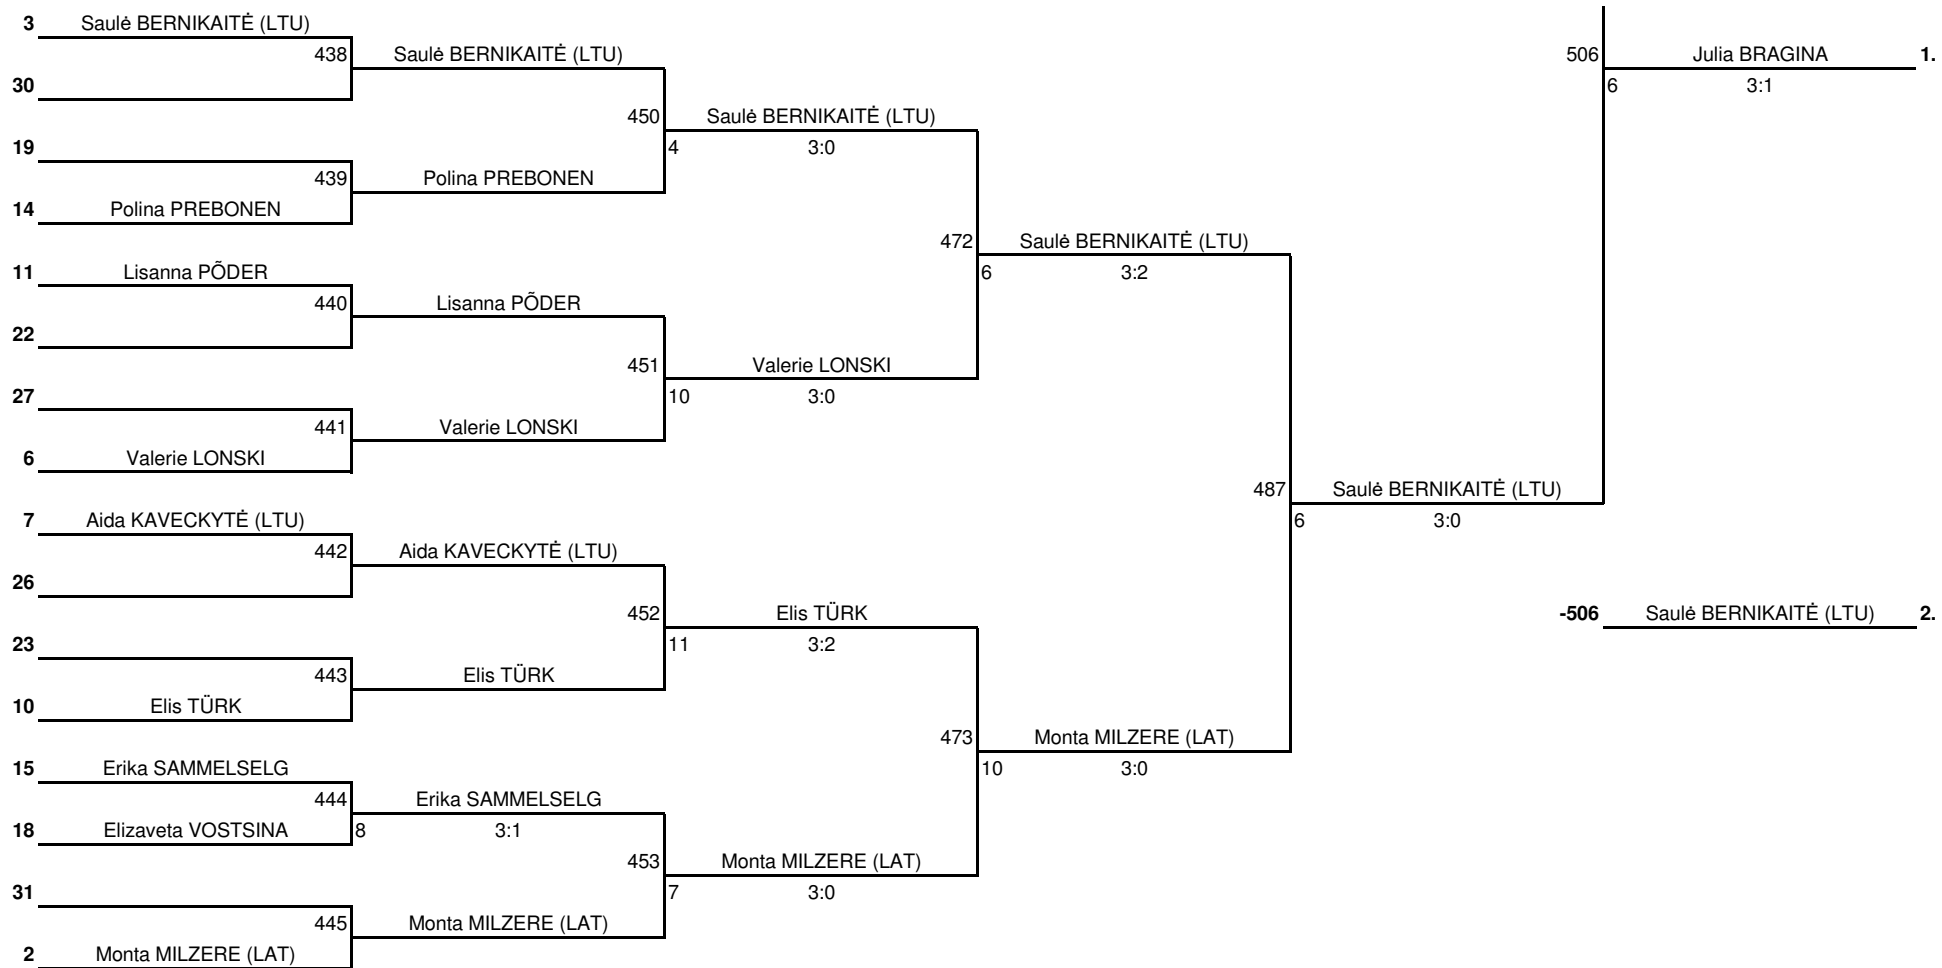 3 Saulė BERNIKAITĖ (LTU)
438 Saulė BERNIKAITĖ (LTU) 506 Julia BRAGINA 1.
30 6 3:1
450 Saulė BERNIKAITĖ (LTU)
19 4 3:0
439 Polina PREBONEN
14 Polina PREBONEN
472 Saulė BERNIKAITĖ (LTU)
11 Lisanna PÕDER 6 3:2
440 Lisanna PÕDER
22
451 Valerie LONSKI
27 10 3:0
441 Valerie LONSKI
6 Valerie LONSKI
487 Saulė BERNIKAITĖ (LTU)
7 Aida KAVECKYTĖ (LTU) 6 3:0
442 Aida KAVECKYTĖ (LTU)
26
452 Elis TÜRK -506 Saulė BERNIKAITĖ (LTU) 2.
23 11 3:2
443 Elis TÜRK
10 Elis TÜRK
473 Monta MILZERE (LAT)
15 Erika SAMMELSELG 10 3:0
444 Erika SAMMELSELG
18 Elizaveta VOSTSINA 8 3:1
453 Monta MILZERE (LAT)
31 7 3:0
445 Monta MILZERE (LAT)
2 Monta MILZERE (LAT)